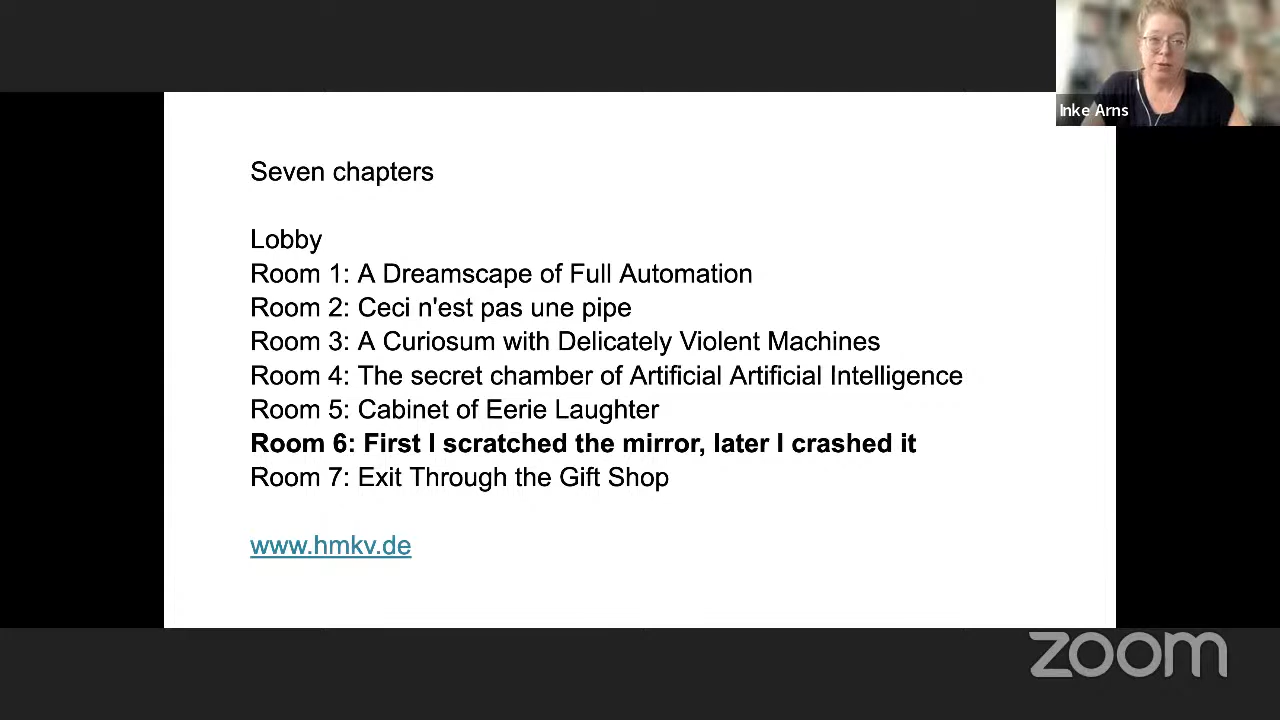 Inke Arns
Seven chapters
Lobby
Room 1: A Dreamscape of Full Automation
Room 2: Ceci n'est pas une pipe
Room 3: A Curiosum with Delicately Violent Machines
Room 4: The secret chamber of Artificial Artificial Intelligence
Room 5: Cabinet of Eerie Laughter
Room 6: First I scratched the mirror, later I crashed it
Room 7: Exit Through the Gift Shop
www.hmkv.de
zoom